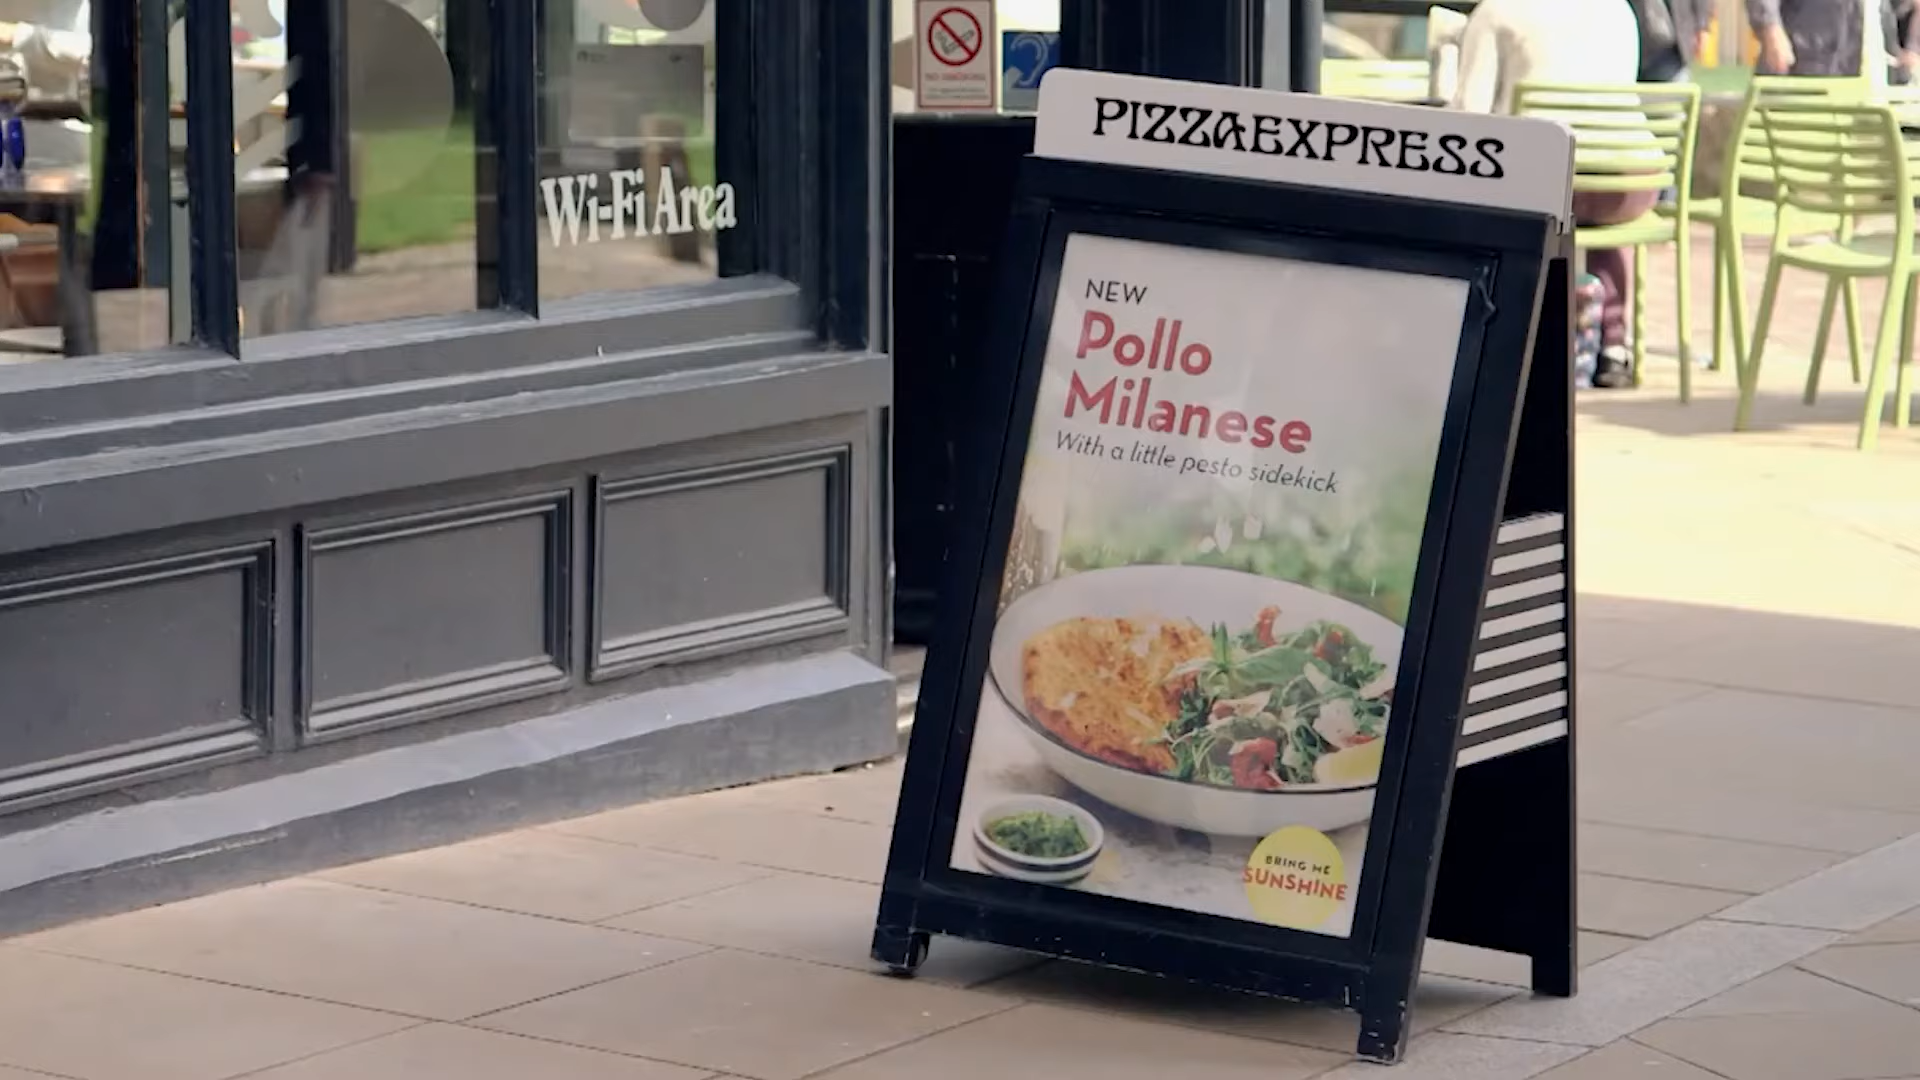 NO SMOKING
Wi-Fi Area
PIZZAEXPRESS
NEW
Pollo
Milanese
With a little pesto sidekick
BRING ME
SUNSHINE